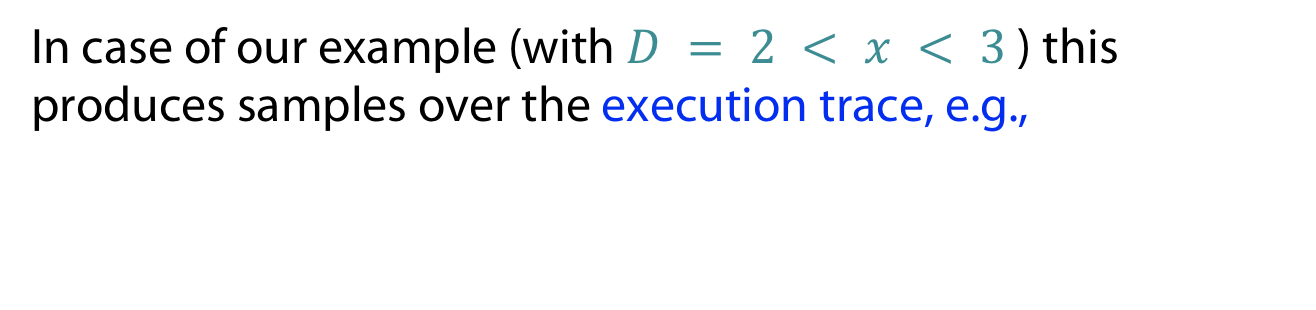 In case of our example (with D = 2 < x < 3 ) this
produces samples over the execution trace, e.g.,